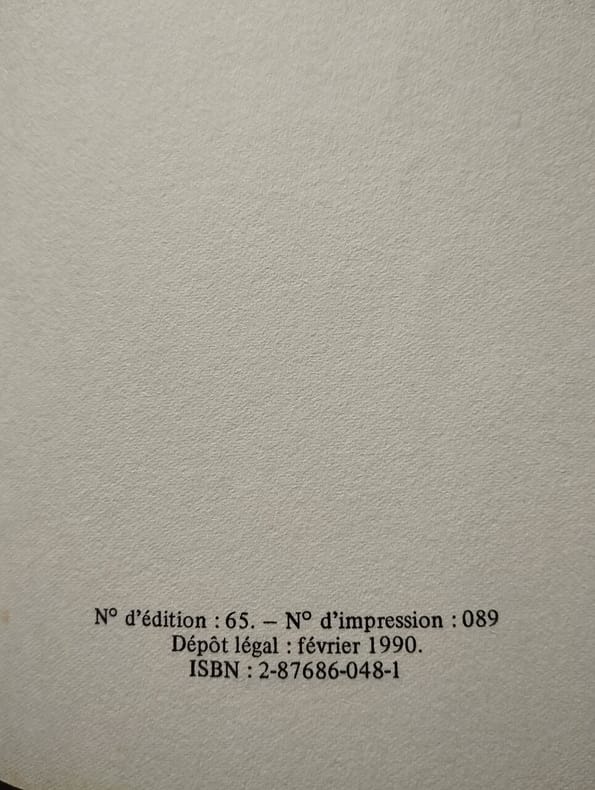 N° d'édition : 65. – N° d'impression : 089
Dépôt légal : février 1990.
ISBN : 2-87686-048-1